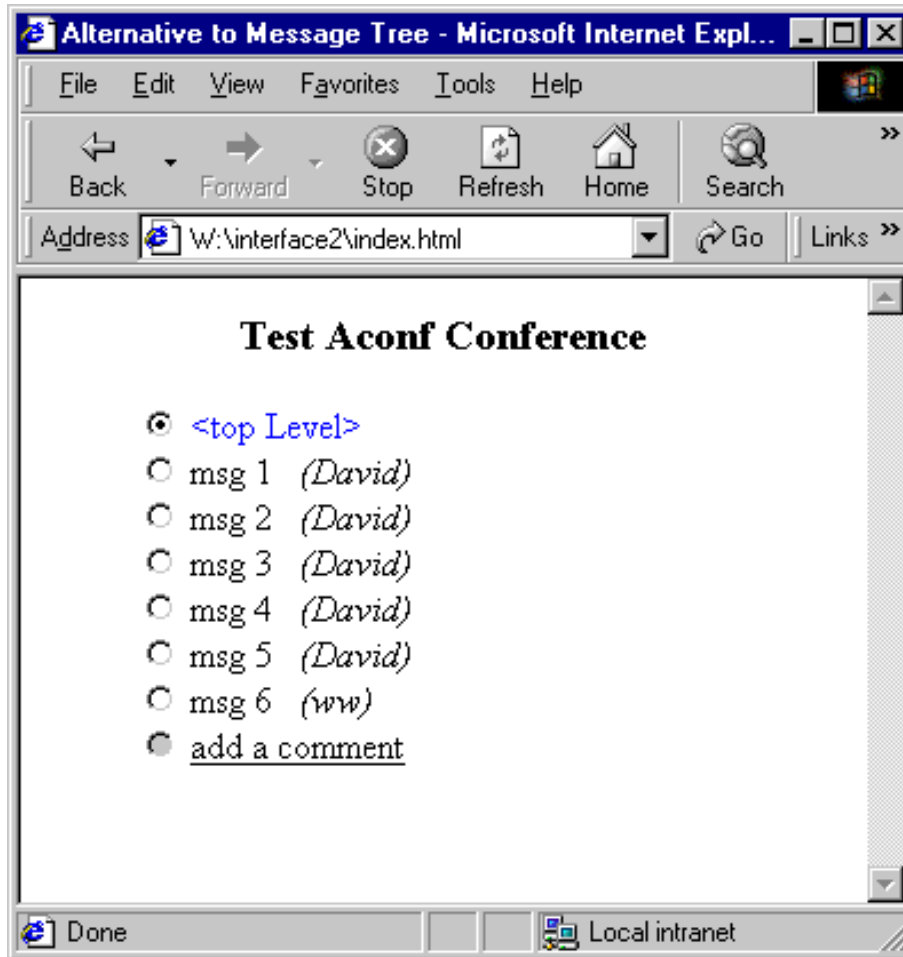 Alternative to Message Tree - Microsoft Internet Expl...
File Edit View Favorites Tools Help
Back Forward Stop Refresh Home Search »
Address W:\interface2\index.html Go Links »
Test Aconf Conference
<top Level>
msg 1 (David)
msg 2 (David)
msg 3 (David)
msg 4 (David)
msg 5 (David)
msg 6 (ww)
add a comment
Done Local intranet